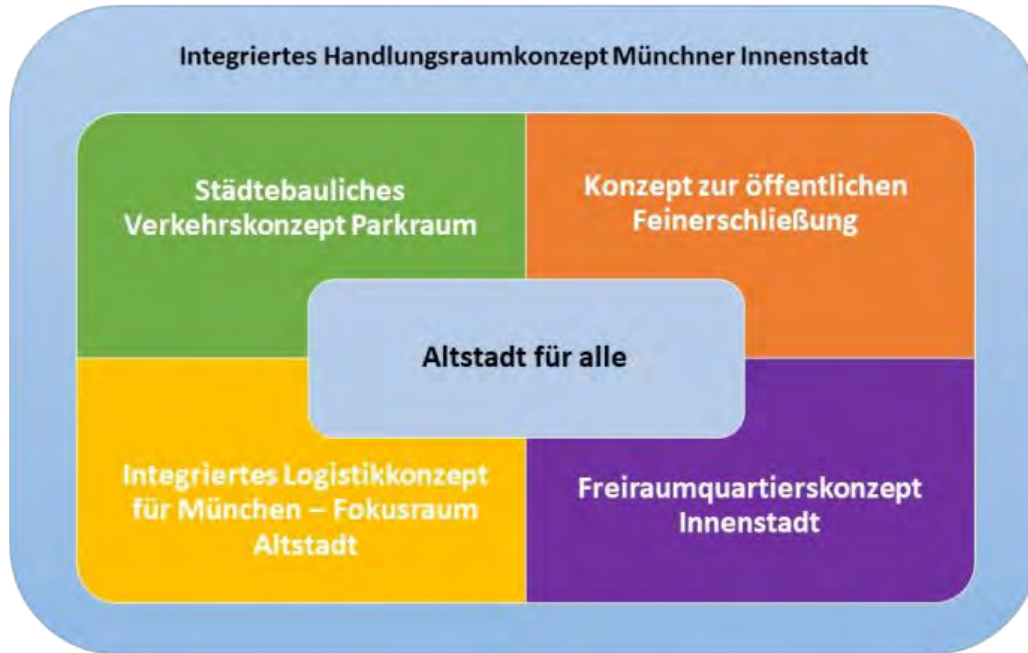 Integriertes Handlungsraumkonzept Münchner Innenstadt
Städtebauliches
Verkehrskonzept Parkraum
Konzept zur öffentlichen
Feinerschließung
Altstadt für alle
Integriertes Logistikkonzept
für München – Fokusraum
Altstadt
Freiraumquartierskonzept
Innenstadt